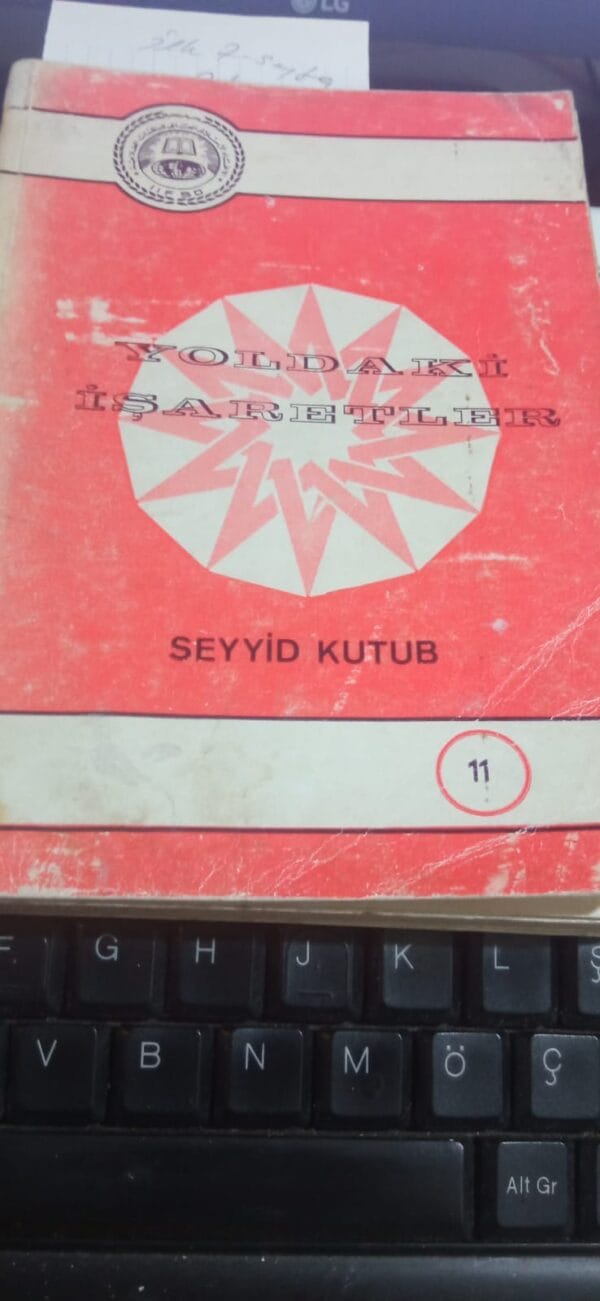 LG
YOLDAKİ
İŞARETLER
SEYYİD KUTUB
11
F G H J K L Ş
V B N M Ö Ç
Alt Gr